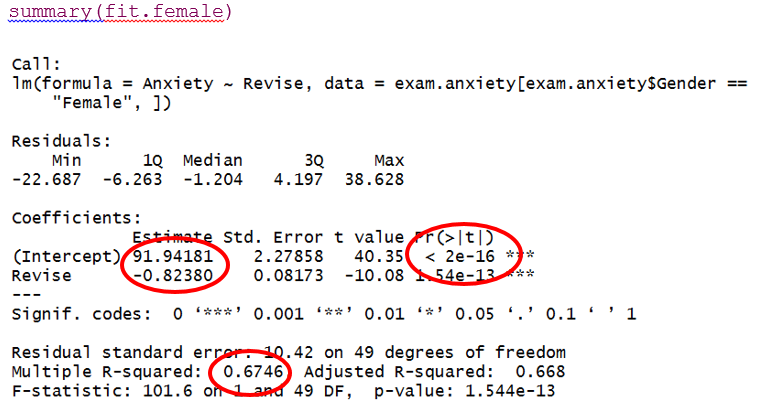 summary(fit.female)
Call:
lm(formula = Anxiety ~ Revise, data = exam.anxiety[exam.anxiety$Gender ==
    "Female", ])
Residuals:
    Min      1Q  Median      3Q     Max
-22.687  -6.263  -1.204   4.197  38.628
Coefficients:
            Estimate Std. Error t value Pr(>|t|)
(Intercept) 91.94181    2.27858   40.35  < 2e-16 ***
Revise      -0.82380    0.08173  -10.08 1.54e-13 ***
---
Signif. codes:  0 ‘***’ 0.001 ‘**’ 0.01 ‘*’ 0.05 ‘.’ 0.1 ‘ ’ 1
Residual standard error: 10.42 on 49 degrees of freedom
Multiple R-squared:  0.6746,  Adjusted R-squared:  0.668
F-statistic: 101.6 on 1 and 49 DF,  p-value: 1.544e-13